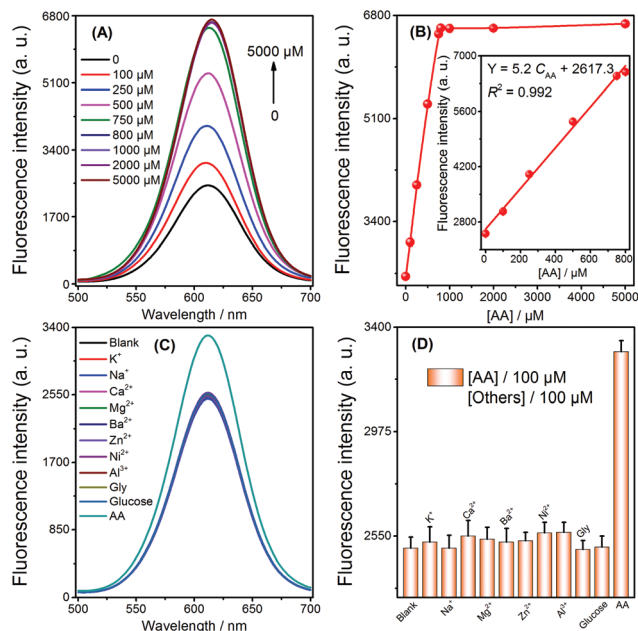 (A)
Fluorescence intensity (a. u.)
6800
5100
3400
1700
0
500
550
600
650
700
Wavelength / nm
0
100 μM
250 μM
500 μM
750 μM
800 μM
1000 μM
2000 μM
5000 μM
5000 μM
0
(B)
Fluorescence intensity (a. u.)
6800
5100
3400
0
1000
2000
3000
4000
5000
[AA] / μM
Y = 5.2 C_AA + 2617.3
R² = 0.992
Fluorescence intensity (a. u.)
7000
5600
4200
2800
0
200
400
600
800
[AA] / μM
(C)
Fluorescence intensity (a. u.)
3400
2550
1700
850
0
500
550
600
650
700
Wavelength / nm
Blank
K⁺
Na⁺
Ca²⁺
Mg²⁺
Ba²⁺
Zn²⁺
Ni²⁺
Al³⁺
Gly
Glucose
AA
(D)
Fluorescence intensity (a. u.)
3400
2975
2550
[AA] / 100 μM
[Others] / 100 μM
Blank
K⁺
Na⁺
Ca²⁺
Mg²⁺
Ba²⁺
Zn²⁺
Ni²⁺
Al³⁺
Gly
Glucose
AA